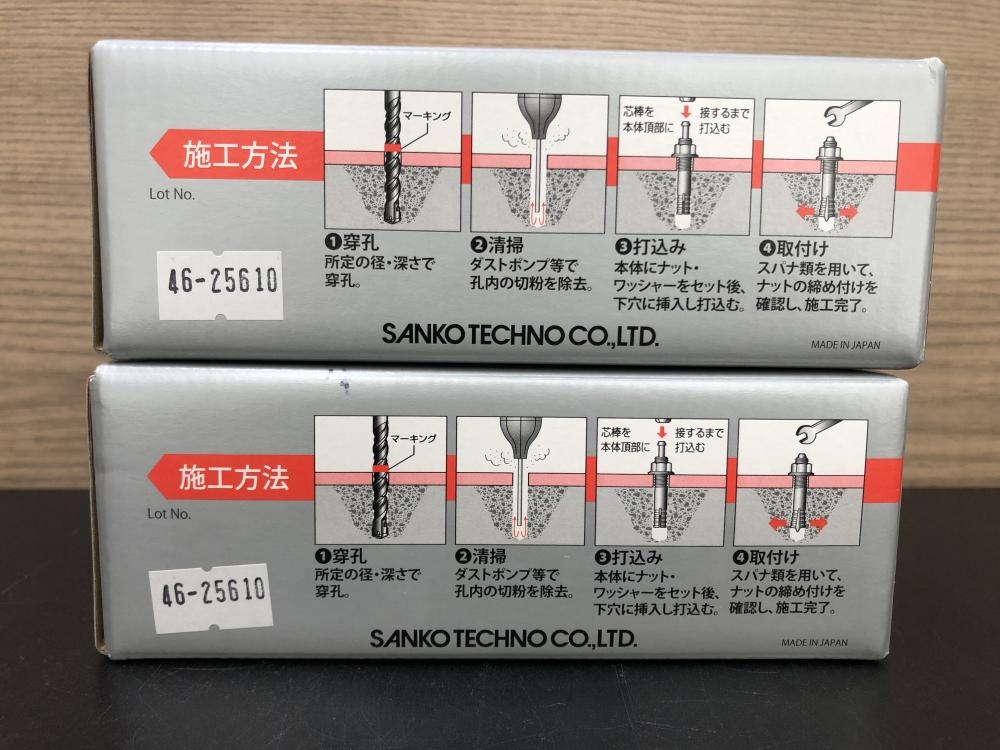 施工方法
Lot No.
46-25610
マーキング
芯棒を 接するまで
本体頂部に 打込む
❶穿孔
所定の径・深さで
穿孔。
❷清掃
ダストポンプ等で
孔内の切粉を除去。
❸打込み
本体にナット・
ワッシャーをセット後、
下穴に挿入し打込む。
❹取付け
スパナ類を用いて、
ナットの締め付けを
確認し、施工完了。
SANKO TECHNO CO.,LTD.
MADE IN JAPAN
施工方法
Lot No.
46-25610
マーキング
芯棒を 接するまで
本体頂部に 打込む
❶穿孔
所定の径・深さで
穿孔。
❷清掃
ダストポンプ等で
孔内の切粉を除去。
❸打込み
本体にナット・
ワッシャーをセット後、
下穴に挿入し打込む。
❹取付け
スパナ類を用いて、
ナットの締め付けを
確認し、施工完了。
SANKO TECHNO CO.,LTD.
MADE IN JAPAN